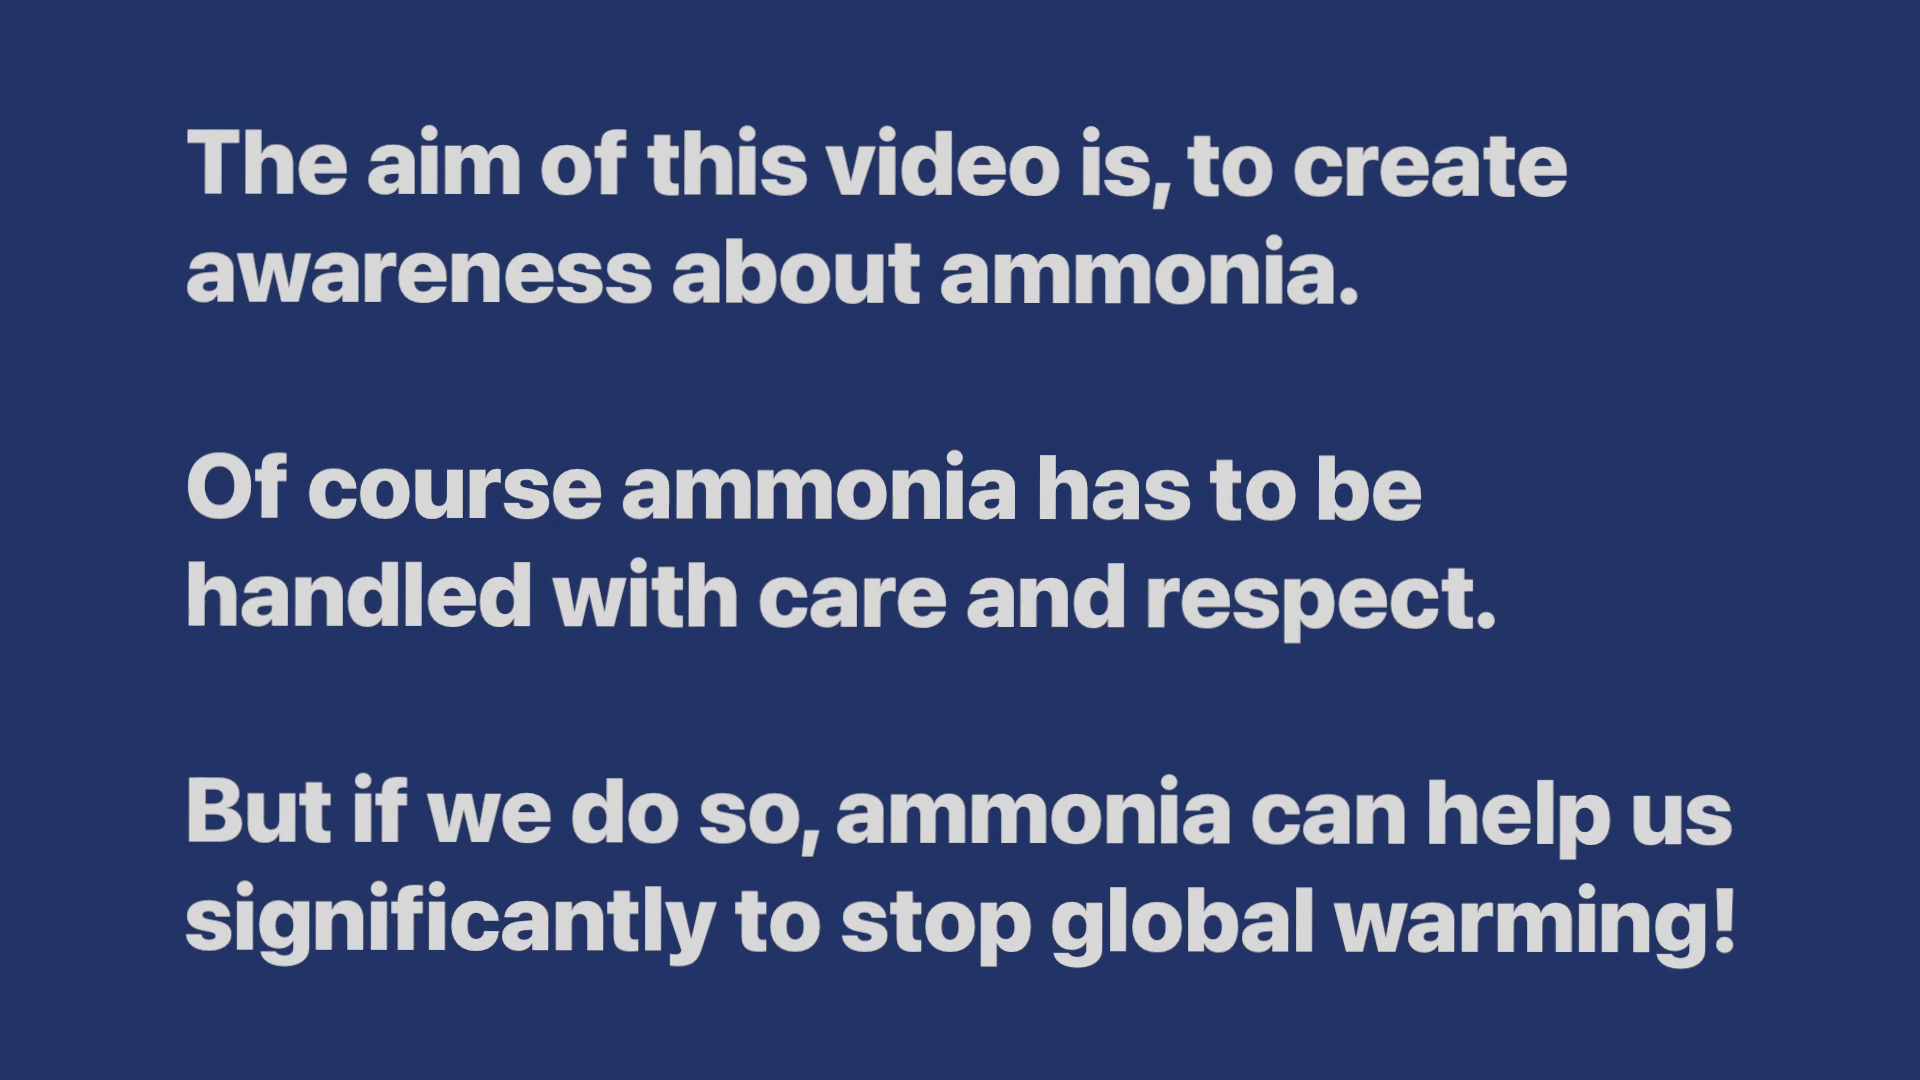 The aim of this video is, to create
awareness about ammonia.
Of course ammonia has to be
handled with care and respect.
But if we do so, ammonia can help us
significantly to stop global warming!